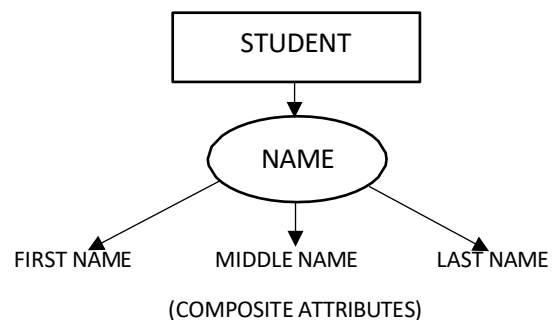 STUDENT
NAME
FIRST NAME MIDDLE NAME LAST NAME
(COMPOSITE ATTRIBUTES)